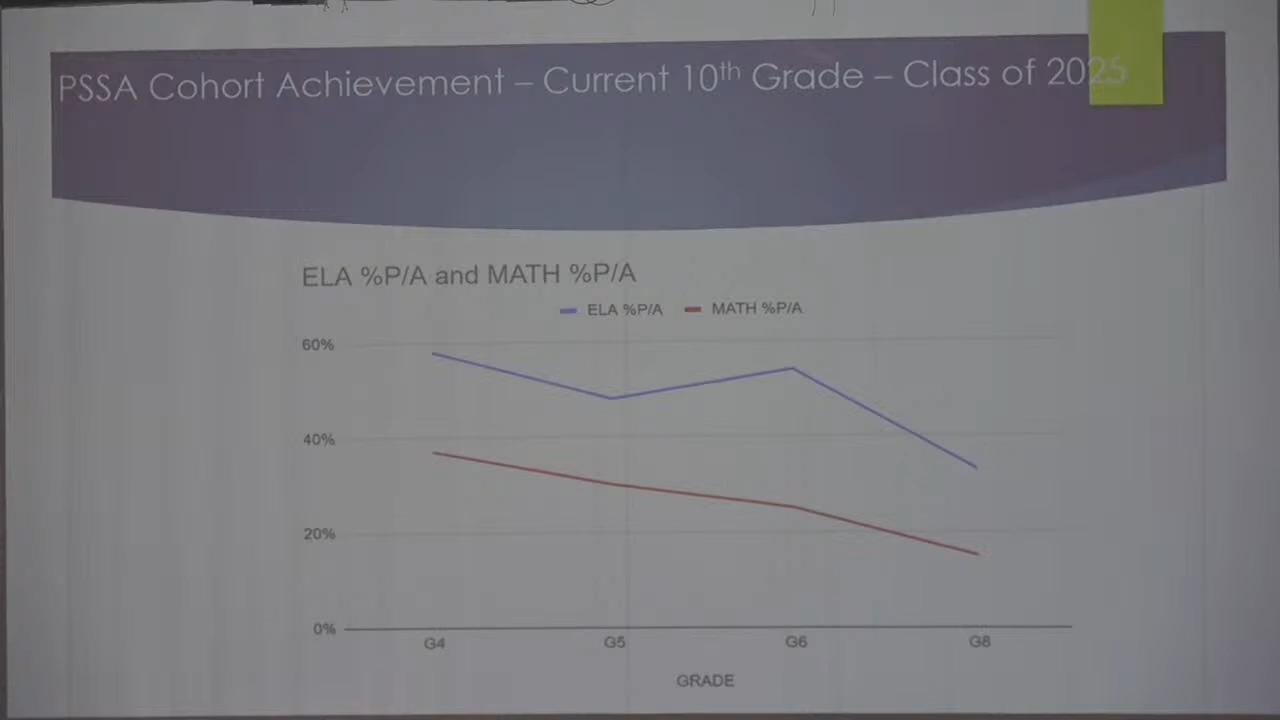 PSSA Cohort Achievement – Current 10th Grade – Class of 2025
ELA %P/A and MATH %P/A
ELA %P/A MATH %P/A
60%
40%
20%
0%
G4 G5 G6 G8
GRADE